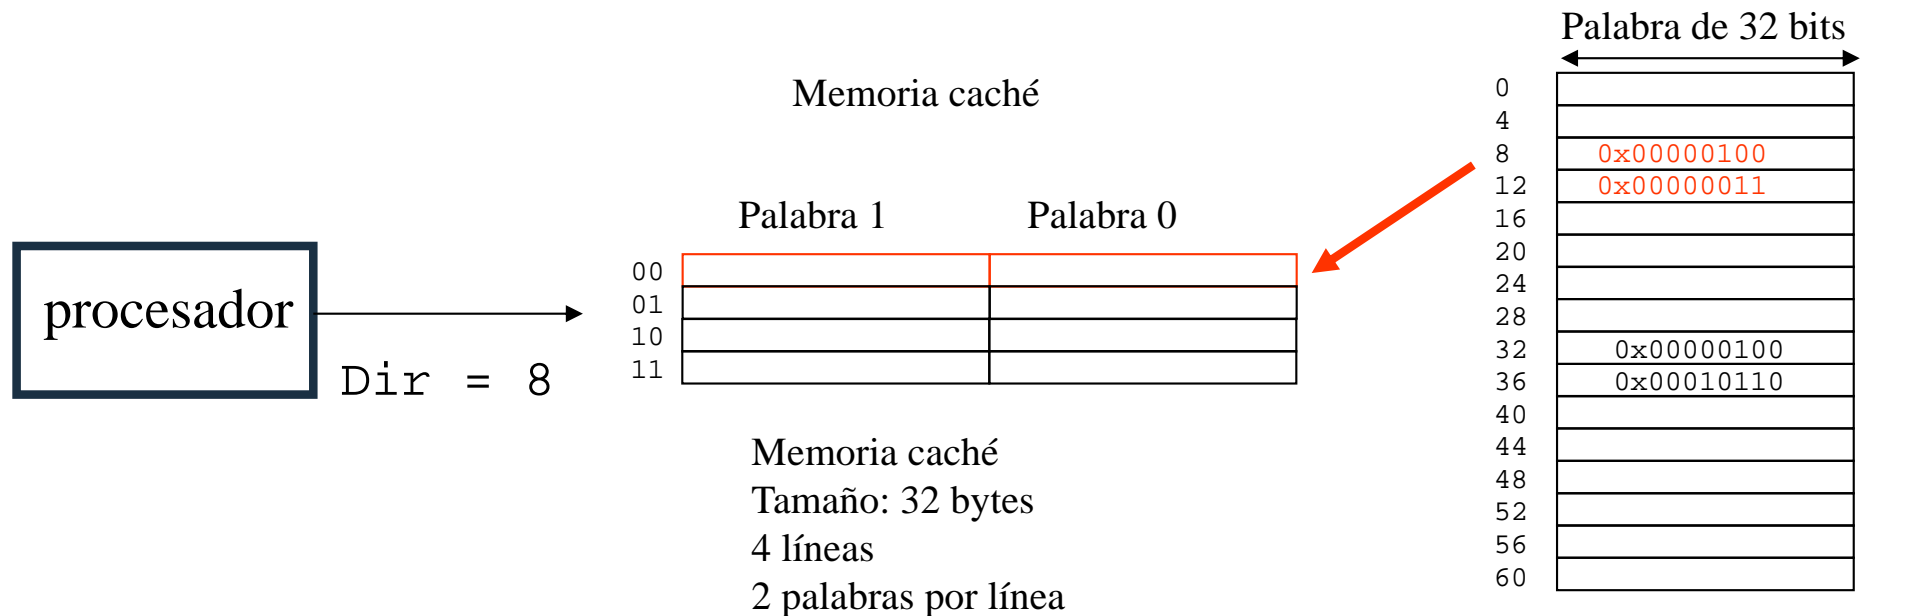 Palabra de 32 bits
Memoria caché
0
4
8 0x00000100
12 0x00000011
16
20
24
28
32 0x00000100
36 0x00010110
40
44
48
52
56
60
Palabra 1 Palabra 0
00
01
10
11
procesador
Dir = 8
Memoria caché
Tamaño: 32 bytes
4 líneas
2 palabras por línea